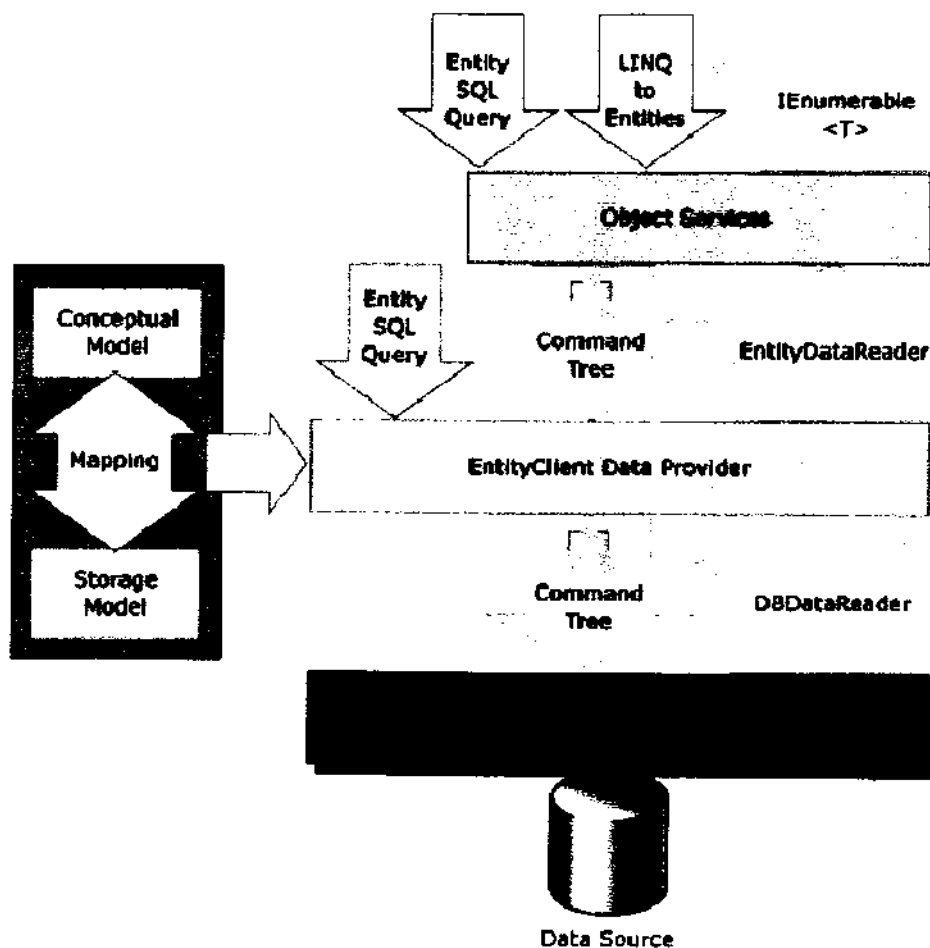 Entity
SQL
Query
LINQ
to
Entities
IEnumerable
<T>
Object Services
Entity
SQL
Query
Command
Tree
EntityDataReader
Conceptual
Model
Mapping
EntityClient Data Provider
Storage
Model
Command
Tree
DBDataReader
Data Source